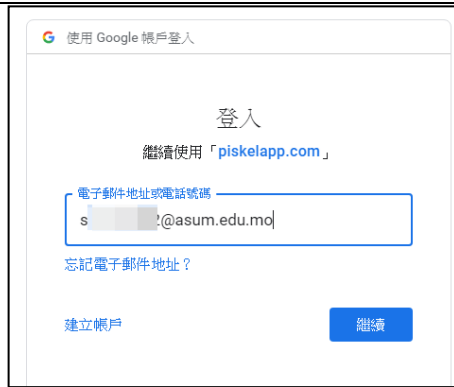 使用 Google 帳戶登入
登入
繼續使用「piskelapp.com」
電子郵件地址或電話號碼
s 2@asum.edu.mo
忘記電子郵件地址？
建立帳戶
繼續